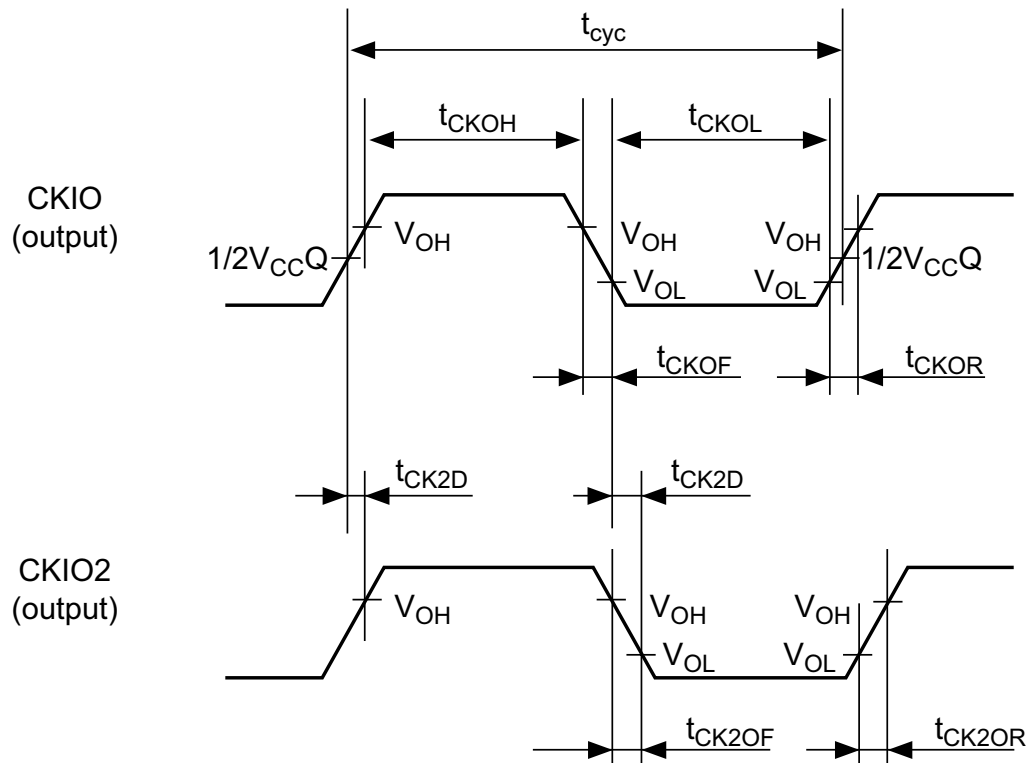 tcyc
tCKOH
tCKOL
CKIO
(output)
VOH
VOH
VOH
1/2VCCQ
1/2VCCQ
VOL
VOL
tCKOF
tCKOR
tCK2D
tCK2D
CKIO2
(output)
VOH
VOH
VOH
VOL
VOL
tCK2OF
tCK2OR